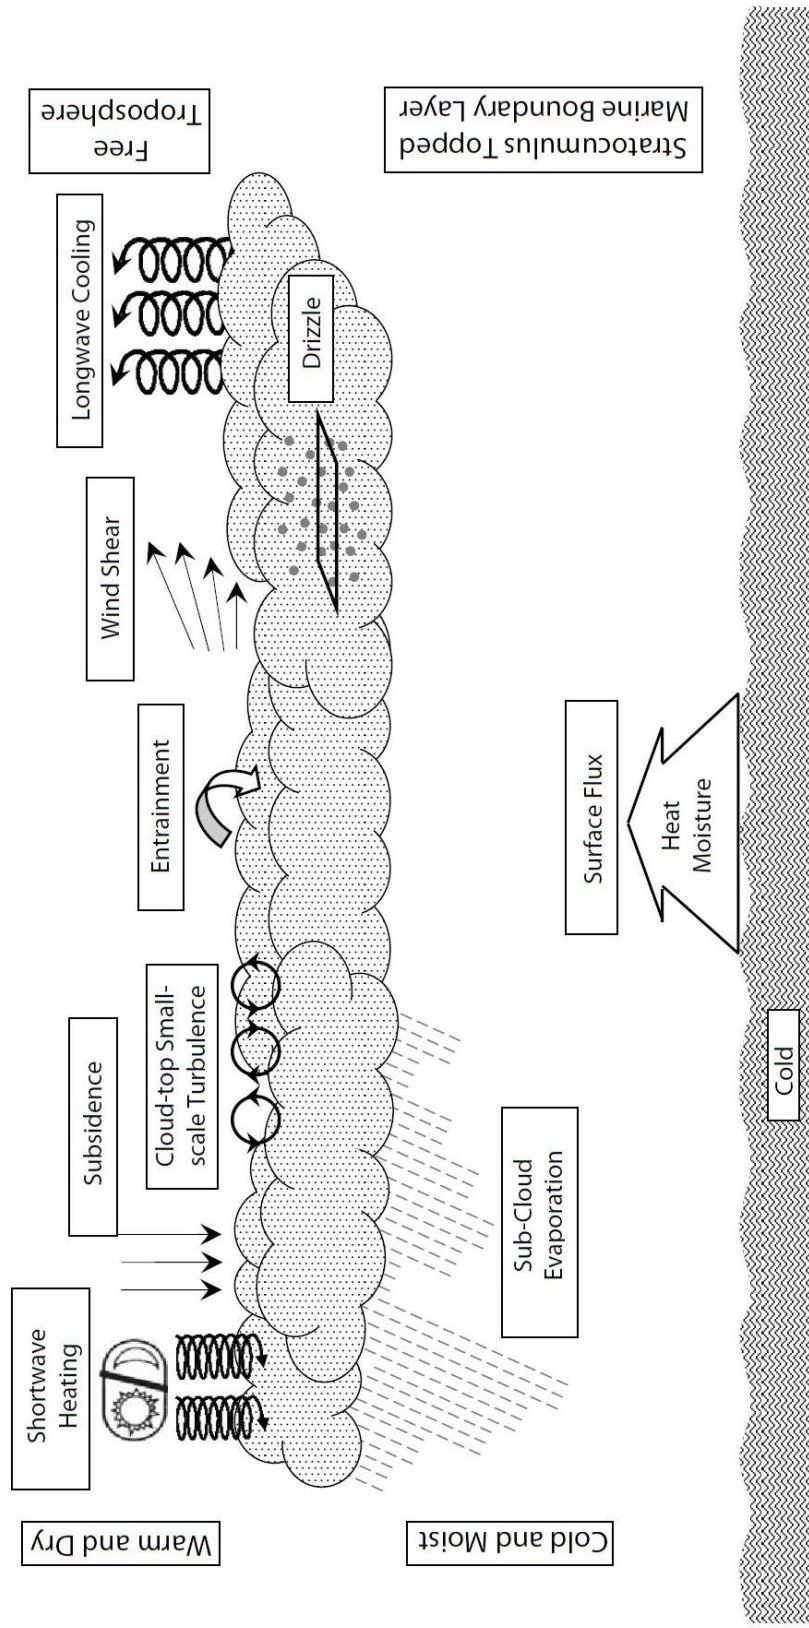 Warm and Dry
Shortwave
Heating
Subsidence
Cloud-top Small-
scale Turbulence
Entrainment
Wind Shear
Longwave Cooling
Free
Troposphere
Drizzle
Cold and Moist
Sub-Cloud
Evaporation
Surface Flux
Heat
Moisture
Stratocumulus Topped
Marine Boundary Layer
Cold